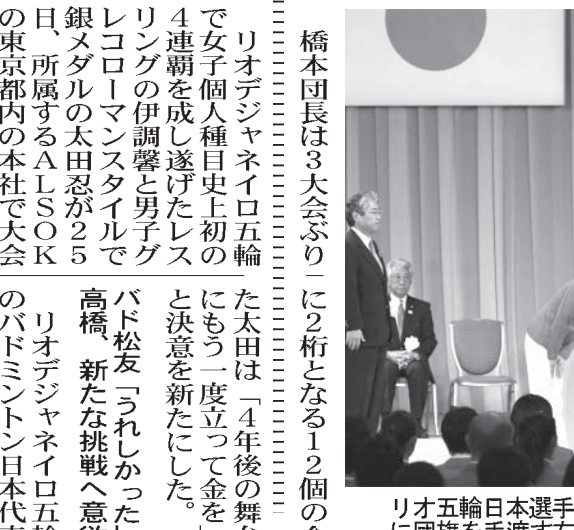 橋本団長は3大会ぶり
に2桁となる12個の金
リオデジャネイロ五輪
で女子個人種目史上初の
4連覇を成し遂げたレス
リングの伊調馨と男子グ
レコローマンスタイルで
銀メダルの太田忍が25
日、所属するALSOK
の東京都内の本社で大会
た太田は「4年後の舞台
にもう一度立って金を」
と決意を新たにした。
バド松友「うれしかった」
高橋、新たな挑戦へ意欲
リオデジャネイロ五輪
のバドミントン日本代表
リオ五輪日本選手
に団旗を手渡す